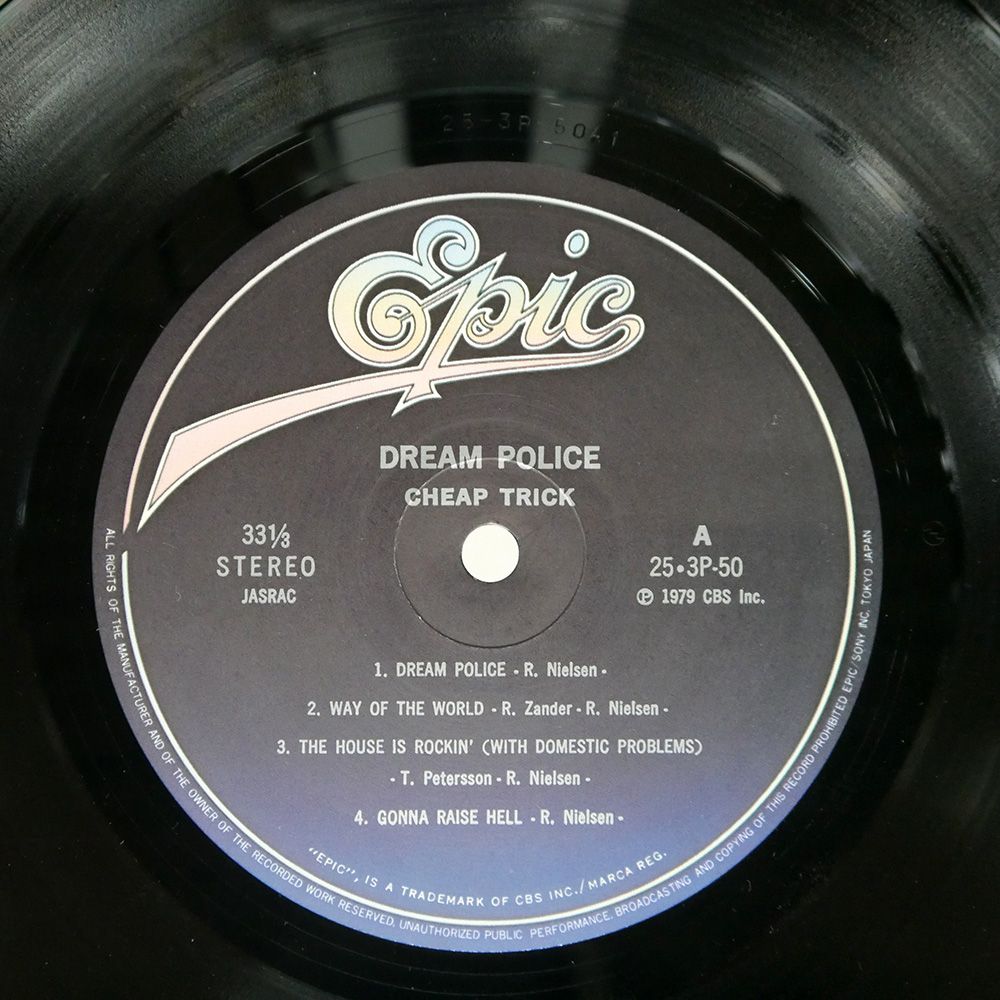 25-3P 5041
Epic
DREAM POLICE
CHEAP TRICK
33⅓
STEREO
JASRAC
A
25•3P-50
Ⓟ 1979 CBS Inc.
1. DREAM POLICE - R. Nielsen -
2. WAY OF THE WORLD - R. Zander - R. Nielsen -
3. THE HOUSE IS ROCKIN' (WITH DOMESTIC PROBLEMS)
- T. Petersson - R. Nielsen -
4. GONNA RAISE HELL - R. Nielsen -
"EPIC", IS A TRADEMARK OF CBS INC./MARCA REG.
ALL RIGHTS OF THE MANUFACTURER AND OF THE OWNER OF THE RECORDED WORK RESERVED. UNAUTHORIZED PUBLIC PERFORMANCE, BROADCASTING AND COPYING OF THIS RECORD PROHIBITED EPIC/SONY INC. TOKYO JAPAN